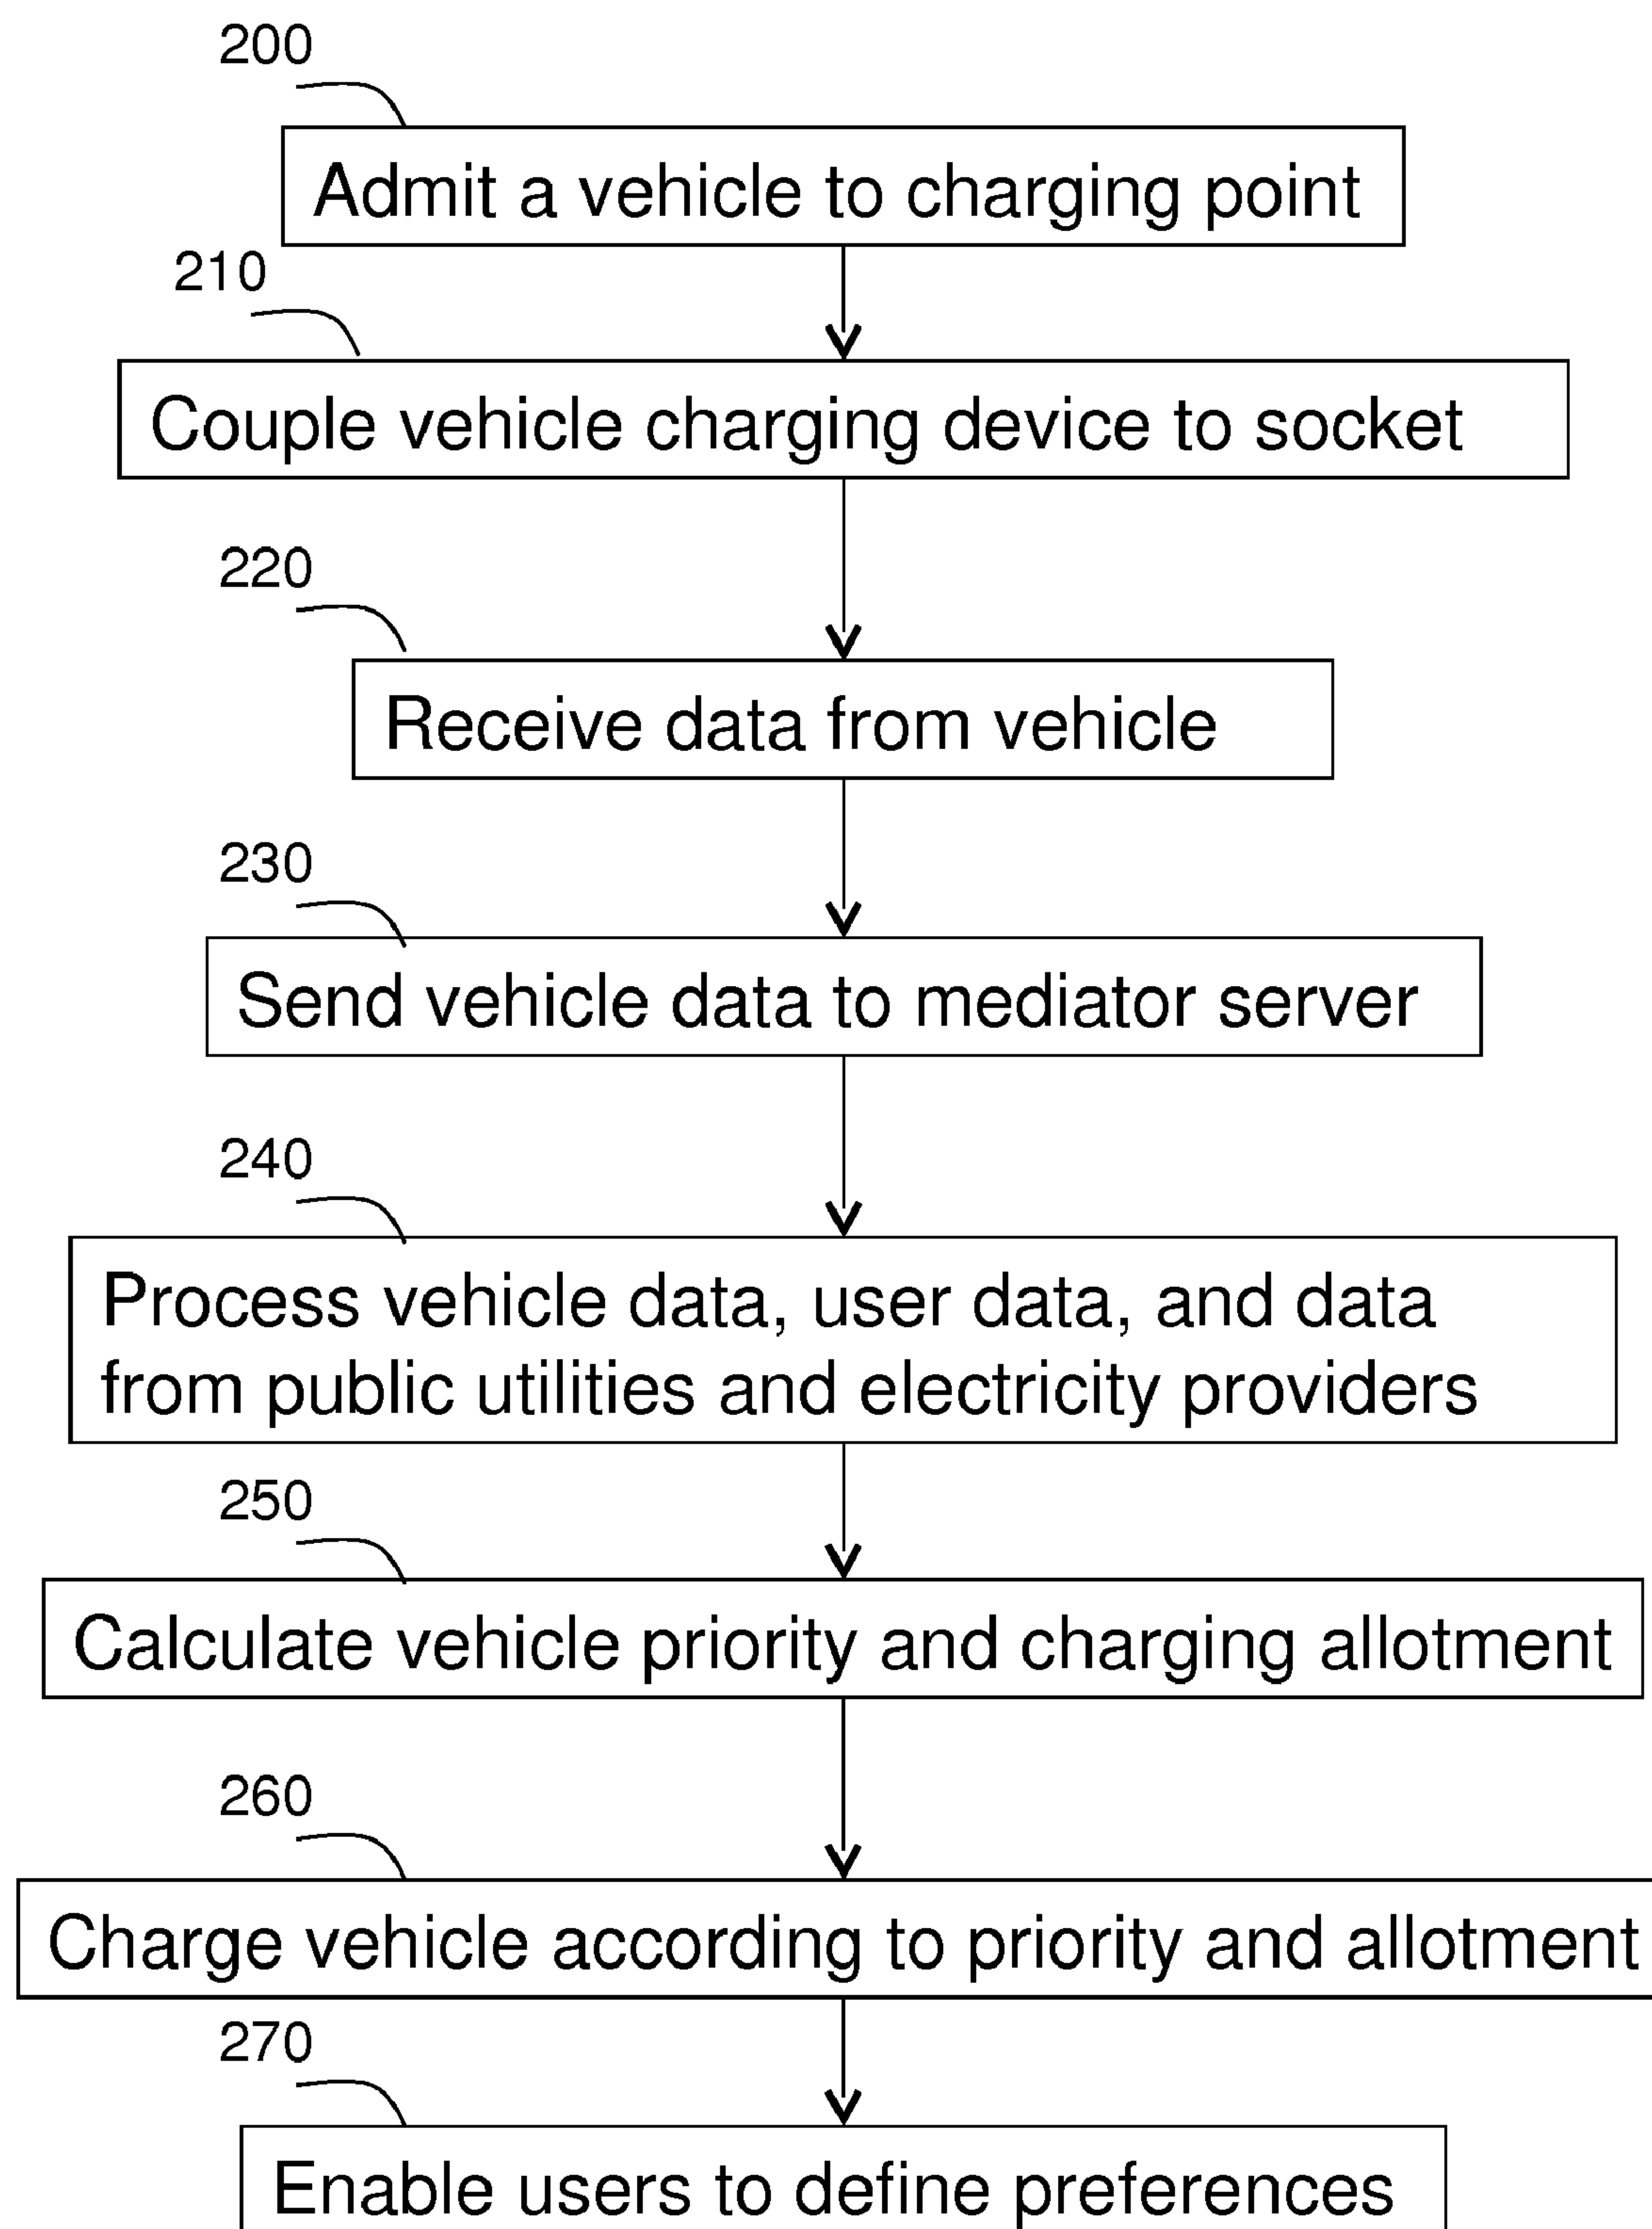 200
Admit a vehicle to charging point
210
Couple vehicle charging device to socket
220
Receive data from vehicle
230
Send vehicle data to mediator server
240
Process vehicle data, user data, and data
from public utilities and electricity providers
250
Calculate vehicle priority and charging allotment
260
Charge vehicle according to priority and allotment
270
Enable users to define preferences